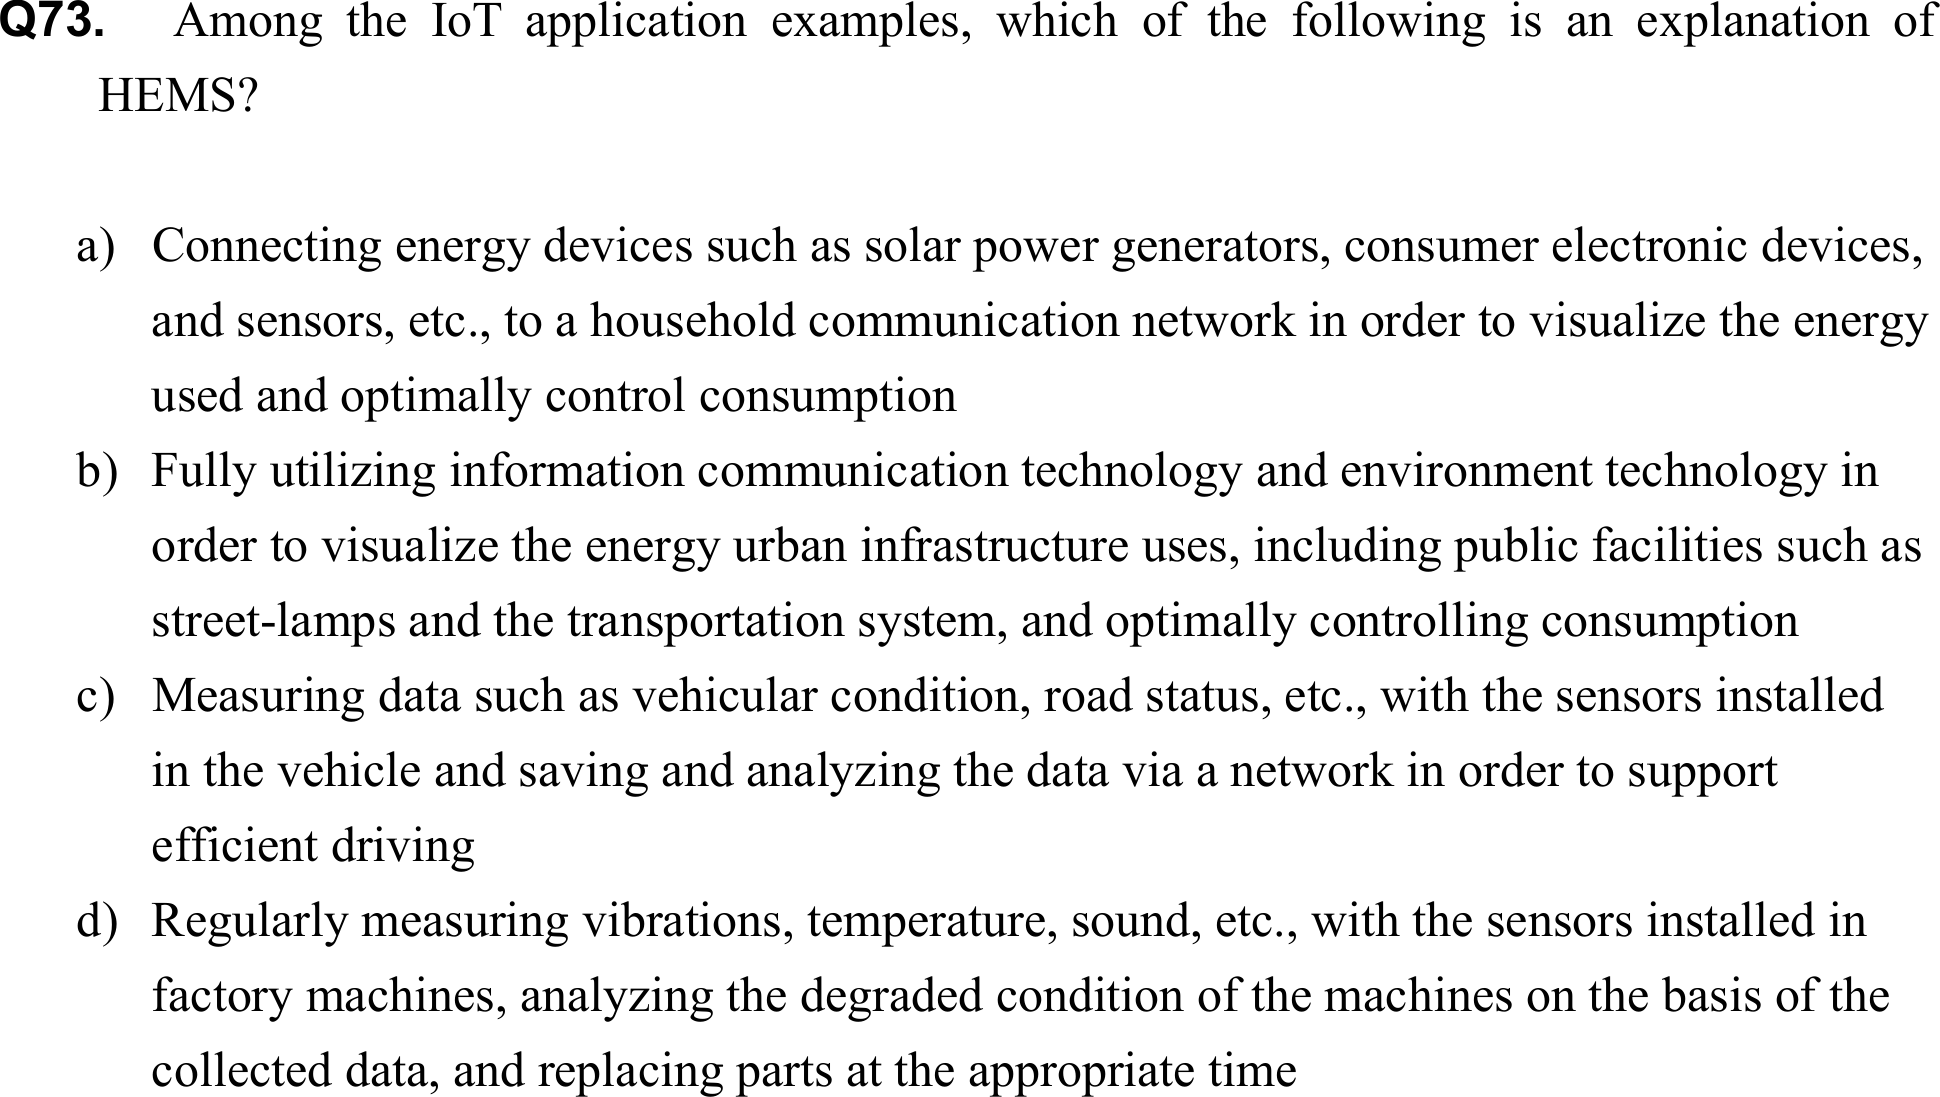 Q73. Among the IoT application examples, which of the following is an explanation of
HEMS?
a) Connecting energy devices such as solar power generators, consumer electronic devices,
and sensors, etc., to a household communication network in order to visualize the energy
used and optimally control consumption
b) Fully utilizing information communication technology and environment technology in
order to visualize the energy urban infrastructure uses, including public facilities such as
street-lamps and the transportation system, and optimally controlling consumption
c) Measuring data such as vehicular condition, road status, etc., with the sensors installed
in the vehicle and saving and analyzing the data via a network in order to support
efficient driving
d) Regularly measuring vibrations, temperature, sound, etc., with the sensors installed in
factory machines, analyzing the degraded condition of the machines on the basis of the
collected data, and replacing parts at the appropriate time